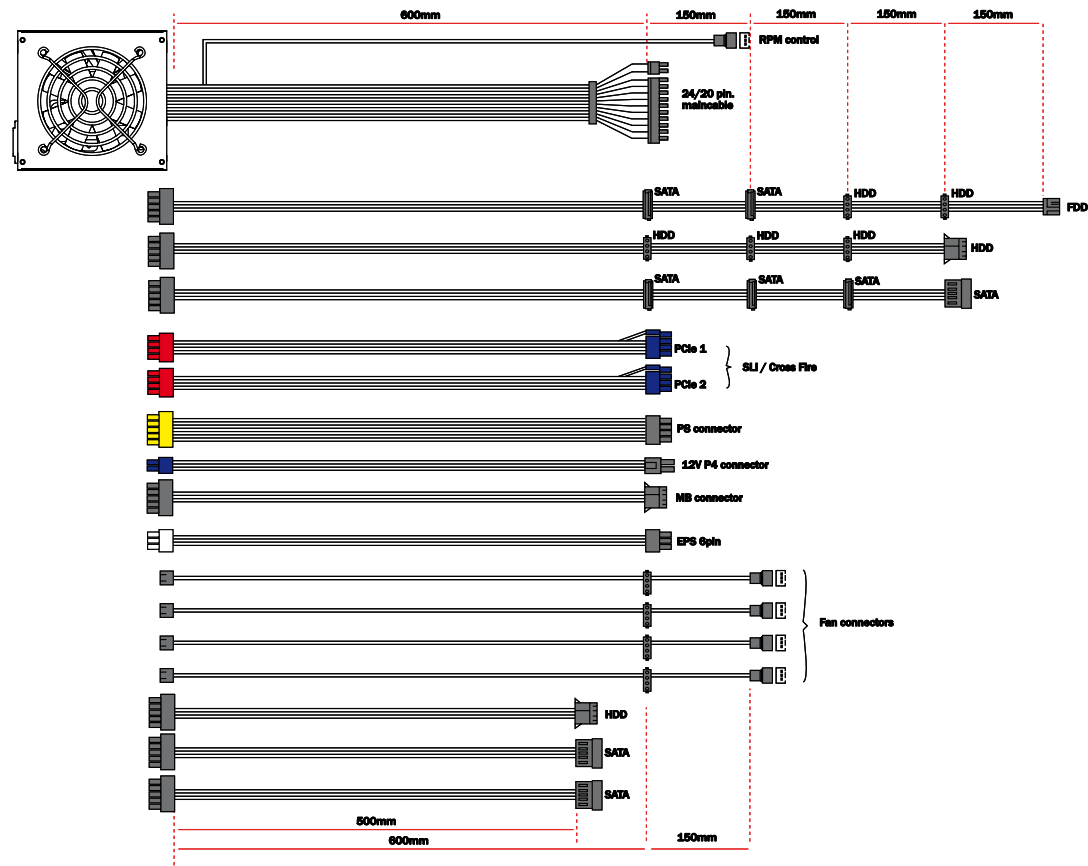 600mm
150mm
150mm
150mm
150mm
RPM control
24/20 pin.
maincable
SATA
SATA
HDD
HDD
FDD
HDD
HDD
HDD
HDD
SATA
SATA
SATA
SATA
PCIe 1
SLI / Cross Fire
PCIe 2
P8 connector
12V P4 connector
MB connector
EPS 6pin
Fan connectors
HDD
SATA
SATA
500mm
600mm
150mm